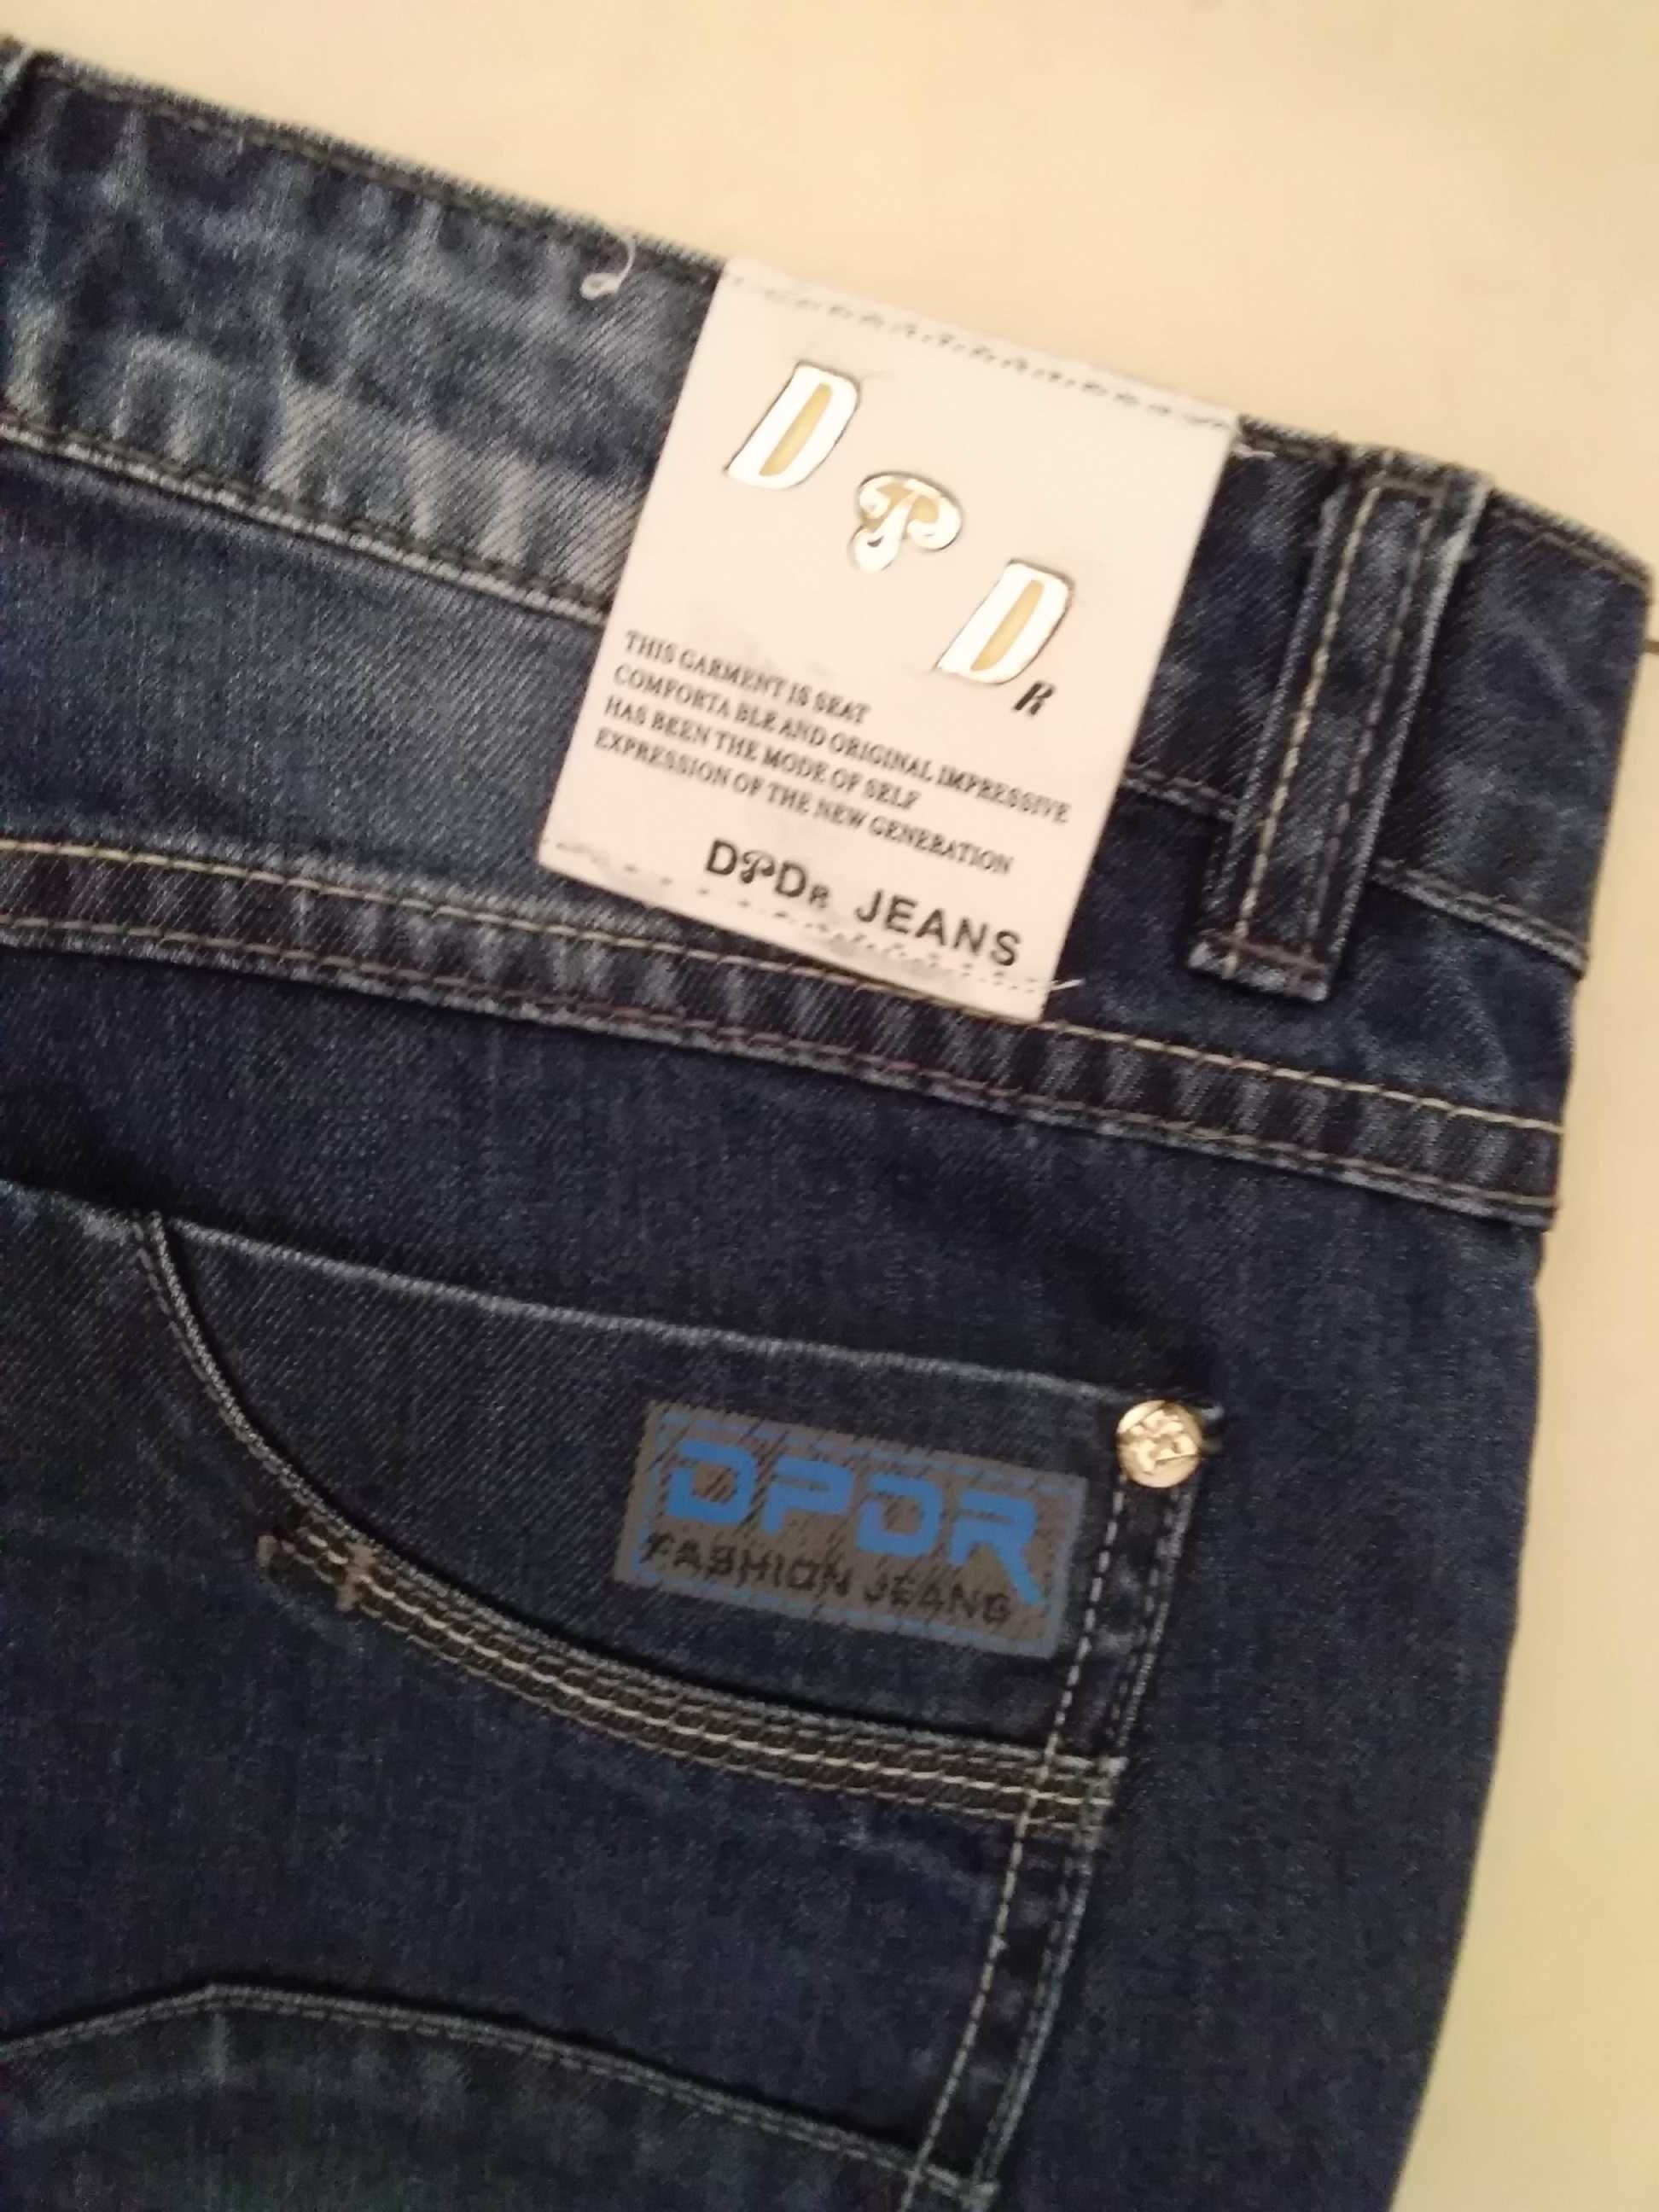 D P D R
THIS GARMENT IS SEAT
COMFORTA BLE AND ORIGINAL IMPRESSIVE
HAS BEEN THE MODE OF SELF
EXPRESSION OF THE NEW GENERATION
DPDR JEANS
DPDR
FASHION JEANS